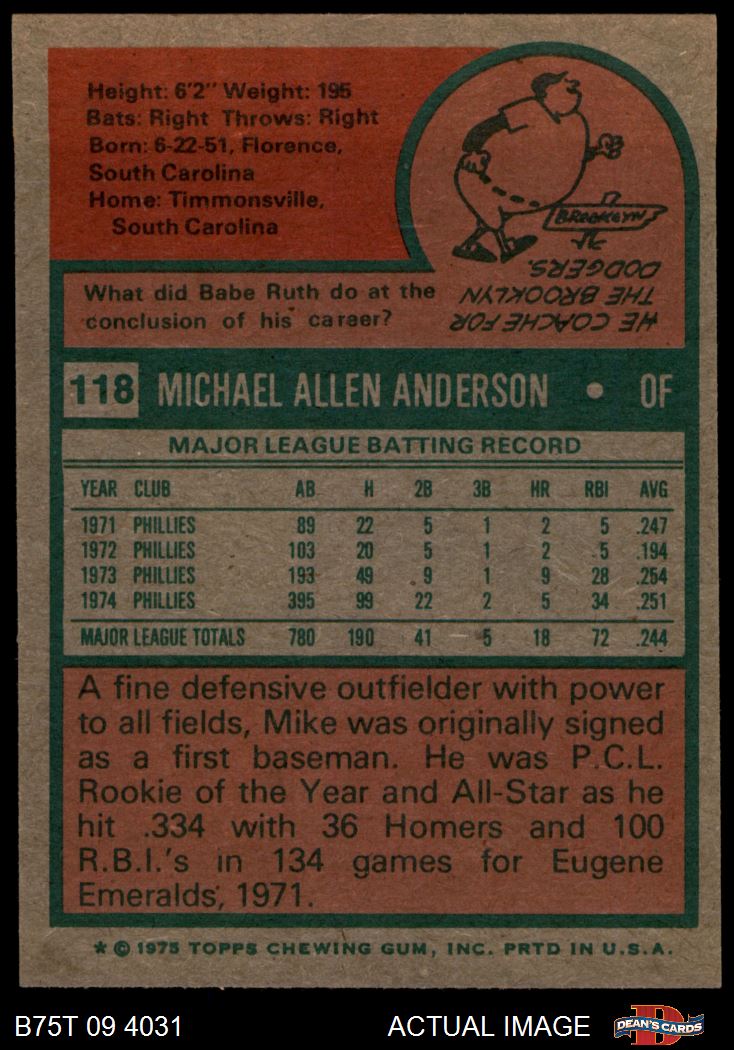 Height: 6'2" Weight: 195
Bats: Right Throws: Right
Born: 6-22-51, Florence,
South Carolina
Home: Timmonsville,
South Carolina
BROOKLYN
What did Babe Ruth do at the
conclusion of his career?
HE COACHED FOR
THE BROOKLYN
DODGERS.
118 MICHAEL ALLEN ANDERSON • OF
MAJOR LEAGUE BATTING RECORD
YEAR CLUB AB H 2B 3B HR RBI AVG
1971 PHILLIES 89 22 5 1 2 5 .247
1972 PHILLIES 103 20 5 1 2 5 .194
1973 PHILLIES 193 49 9 1 9 28 .254
1974 PHILLIES 395 99 22 2 5 34 .251
MAJOR LEAGUE TOTALS 780 190 41 5 18 72 .244
A fine defensive outfielder with power
to all fields, Mike was originally signed
as a first baseman. He was P.C.L.
Rookie of the Year and All-Star as he
hit .334 with 36 Homers and 100
R.B.I.'s in 134 games for Eugene
Emeralds, 1971.
* © 1975 TOPPS CHEWING GUM, INC. PRTD IN U.S.A.
B75T 09 4031 ACTUAL IMAGE DEAN'S CARDS